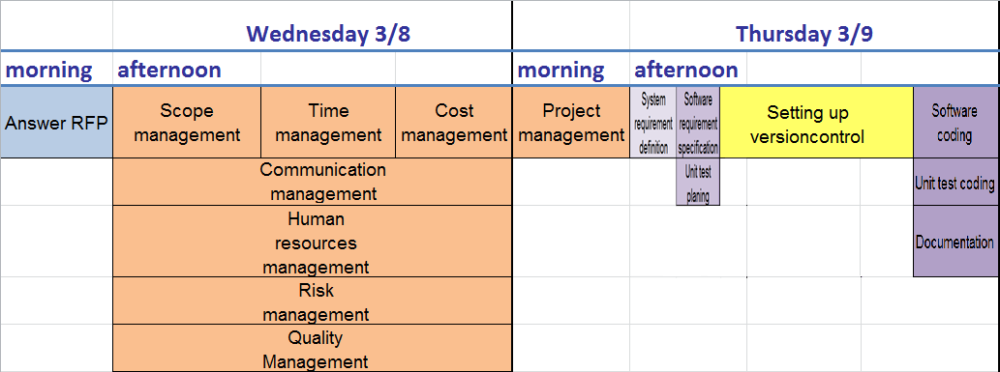 Wednesday 3/8
Thursday 3/9
morning
afternoon
morning
afternoon
Answer RFP
Scope
management
Time
management
Cost
management
Project
management
System
requirement
definition
Software
requirement
specification
Setting up
versioncontrol
Software
coding
Communication
management
Unit test
planing
Unit test coding
Human
resources
management
Documentation
Risk
management
Quality
Management